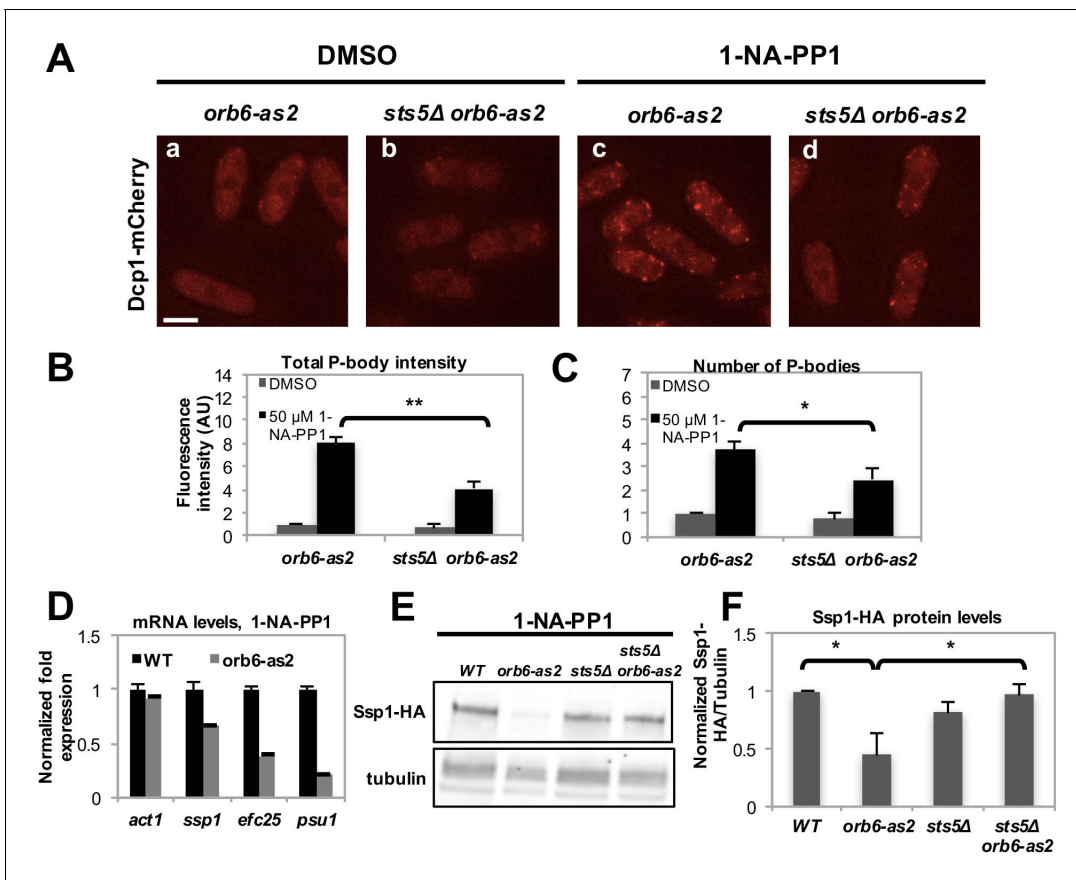 A
DMSO
1-NA-PP1
orb6-as2
sts5Δ orb6-as2
orb6-as2
sts5Δ orb6-as2
Dcp1-mCherry
a
b
c
d
B
Total P-body intensity
Fluorescence
intensity (AU)
14
12
10
8
6
4
2
0
DMSO
50 µM 1-
NA-PP1
**
orb6-as2
sts5Δ orb6-as2
C
Number of P-bodies
7
6
5
4
3
2
1
0
DMSO
50 µM 1-
NA-PP1
*
orb6-as2
sts5Δ orb6-as2
D
mRNA levels, 1-NA-PP1
Normalized fold
expression
1.5
1
0.5
0
WT
orb6-as2
act1
ssp1
efc25
psu1
E
1-NA-PP1
WT
orb6-as2
sts5Δ
sts5Δ
orb6-as2
Ssp1-HA
tubulin
F
Ssp1-HA protein levels
Normalized Ssp1-
HA/Tubulin
1.5
1
0.5
0
*
*
WT
orb6-as2
sts5Δ
sts5Δ
orb6-as2